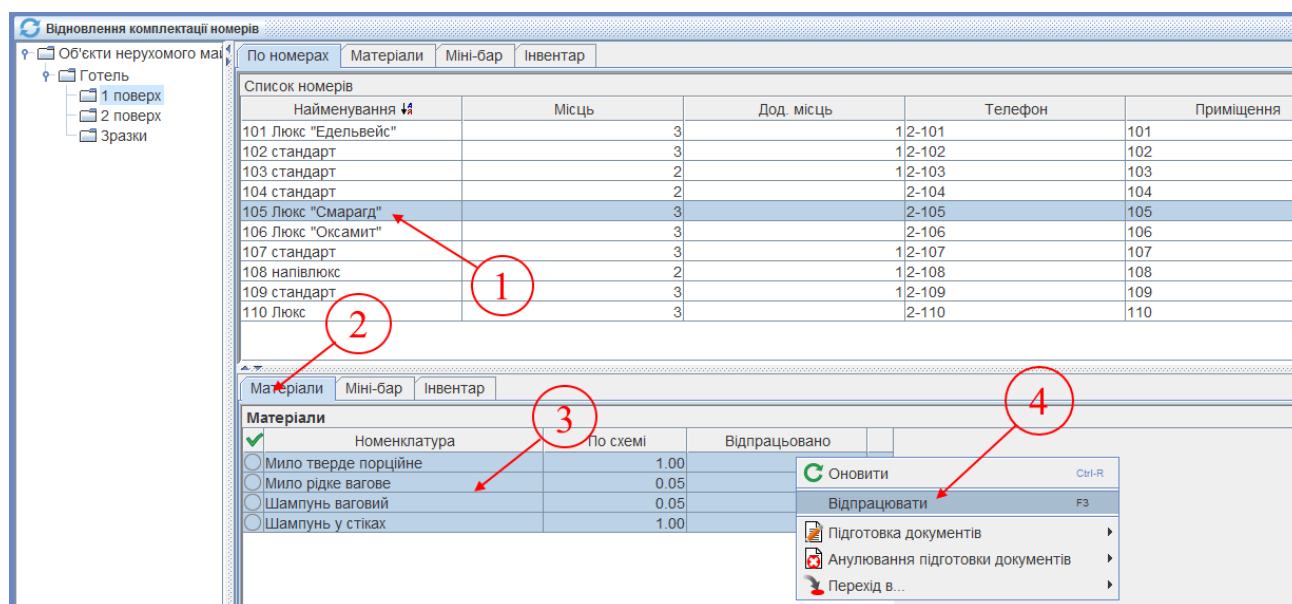 Відновлення комплектації номерів
Об'єкти нерухомого май
Готель
1 поверх
2 поверх
Зразки
По номерах Матеріали Міні-бар Інвентар
Список номерів
Найменування Місць Дод. місць Телефон Приміщення
101 Люкс "Едельвейс" 3 1 2-101 101
102 стандарт 3 1 2-102 102
103 стандарт 2 1 2-103 103
104 стандарт 2 2-104 104
105 Люкс "Смарагд" 3 2-105 105
106 Люкс "Оксамит" 3 2-106 106
107 стандарт 3 1 2-107 107
108 напівлюкс 2 1 2-108 108
109 стандарт 3 1 2-109 109
110 Люкс 3 2-110 110
1
2
Матеріали Міні-бар Інвентар
3
4
Матеріали
Номенклатура По схемі Відпрацьовано
Мило тверде порційне 1.00
Мило рідке вагове 0.05
Шампунь ваговий 0.05
Шампунь у стіках 1.00
Оновити Ctrl-R
Відпрацювати F3
Підготовка документів
Анулювання підготовки документів
Перехід в...